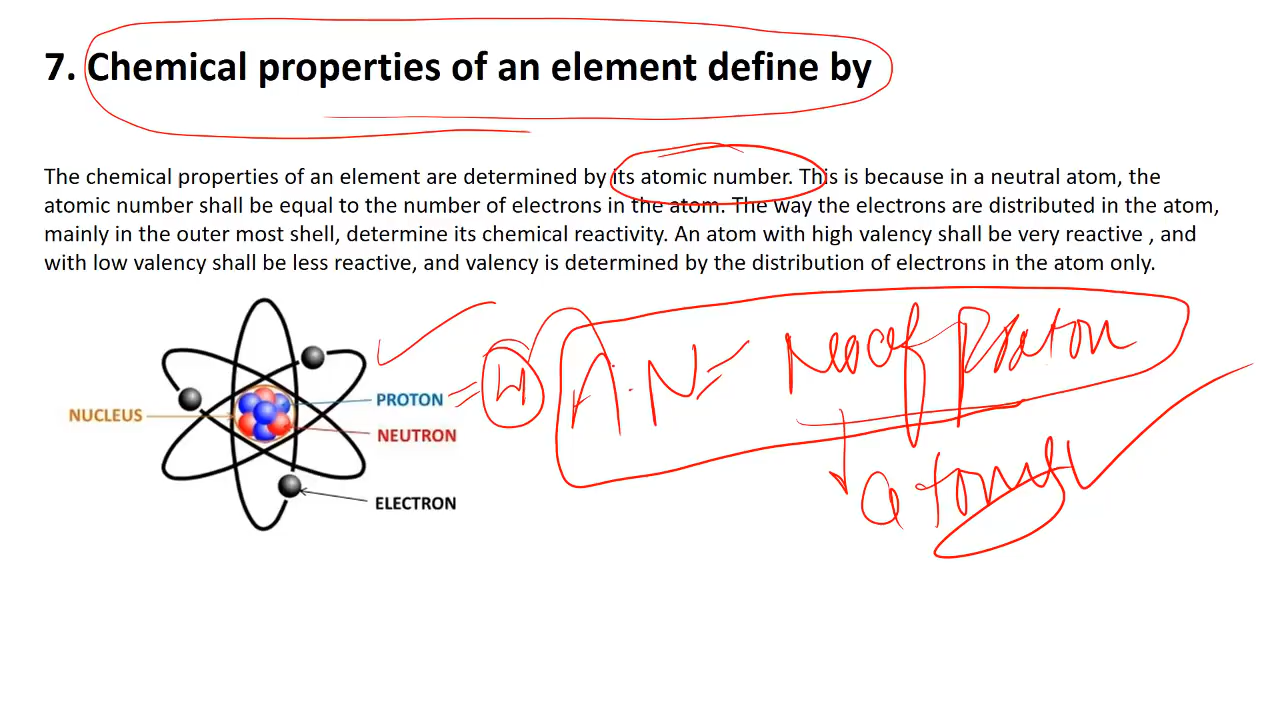 7. Chemical properties of an element define by
The chemical properties of an element are determined by its atomic number. This is because in a neutral atom, the
atomic number shall be equal to the number of electrons in the atom. The way the electrons are distributed in the atom,
mainly in the outer most shell, determine its chemical reactivity. An atom with high valency shall be very reactive , and
with low valency shall be less reactive, and valency is determined by the distribution of electrons in the atom only.
A.N = of Proton
PROTON =
NUCLEUS
NEUTRON
ELECTRON